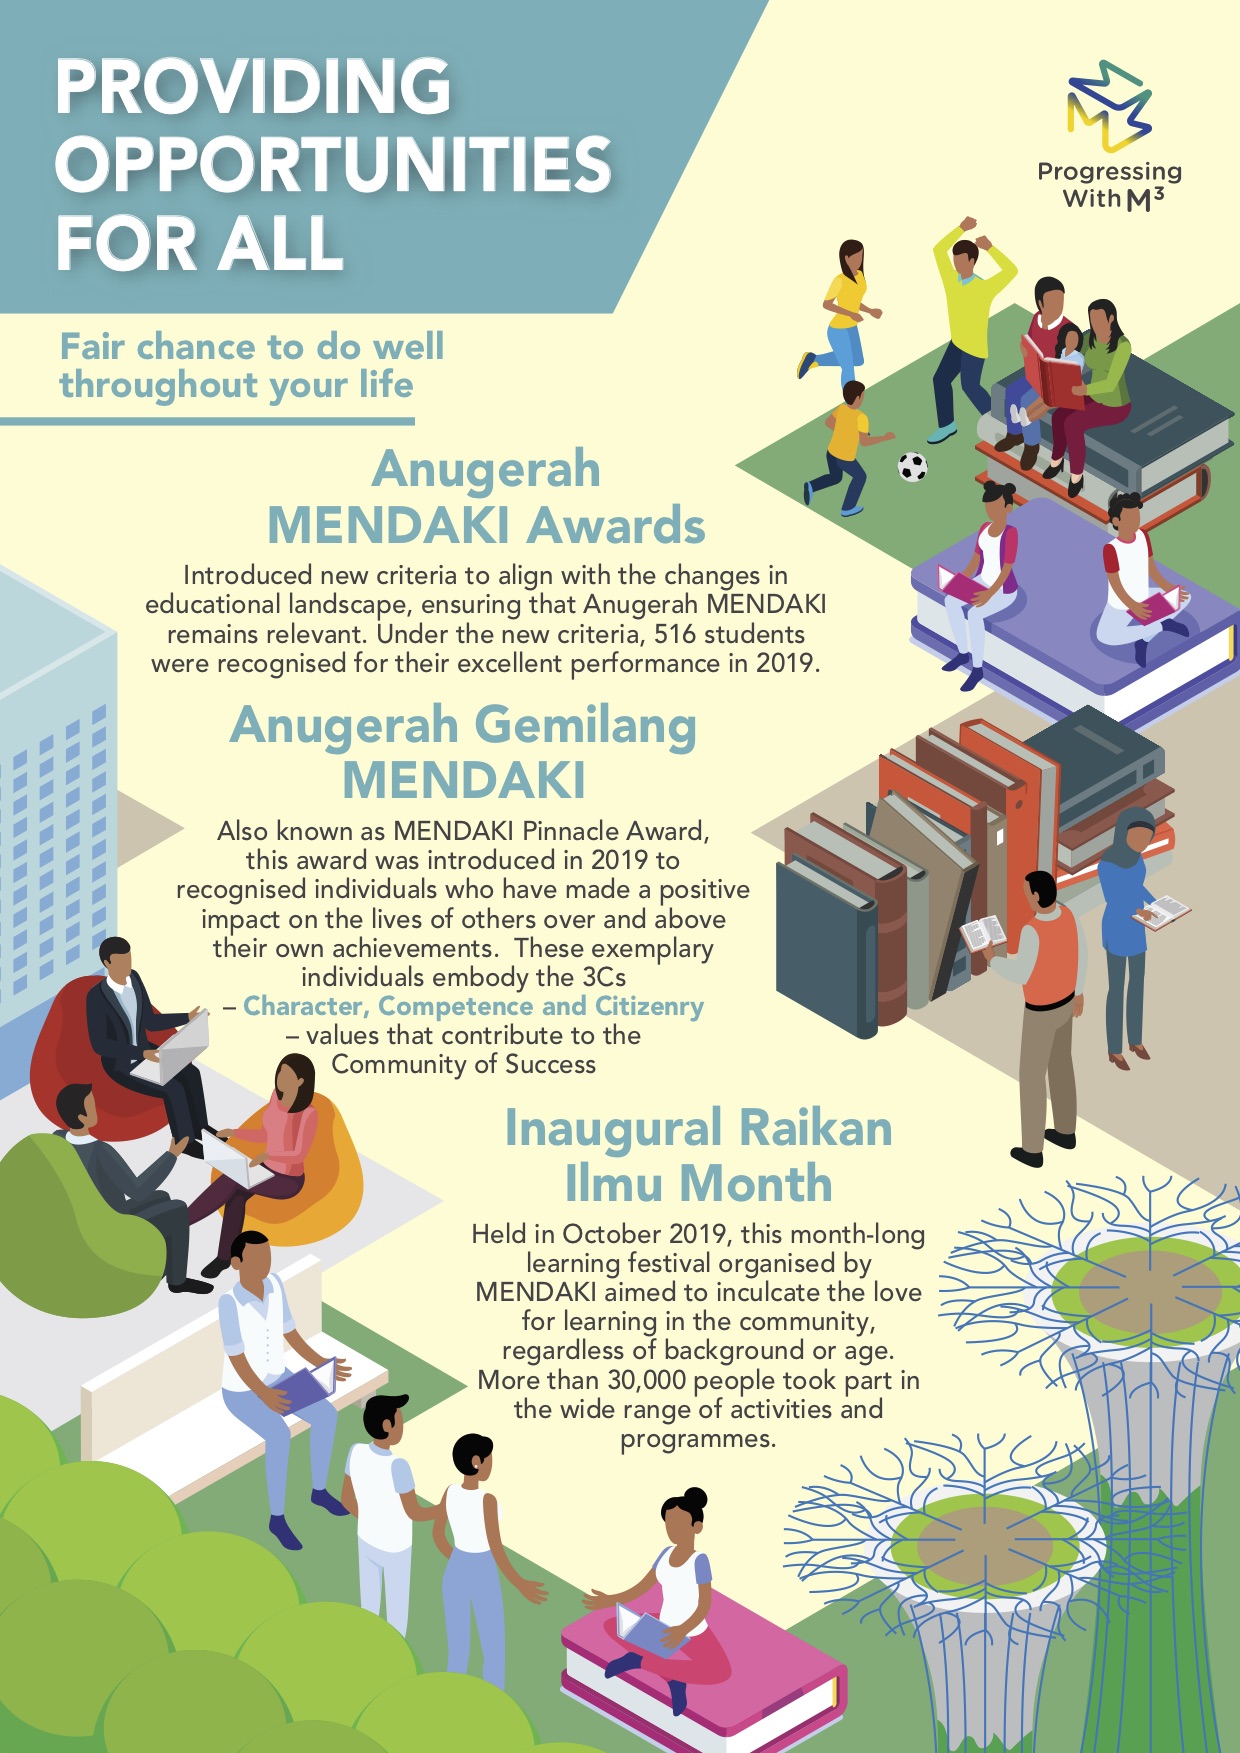 PROVIDING
OPPORTUNITIES
FOR ALL
Progressing
With M³
Fair chance to do well
throughout your life
Anugerah
MENDAKI Awards
Introduced new criteria to align with the changes in
educational landscape, ensuring that Anugerah MENDAKI
remains relevant. Under the new criteria, 516 students
were recognised for their excellent performance in 2019.
Anugerah Gemilang
MENDAKI
Also known as MENDAKI Pinnacle Award,
this award was introduced in 2019 to
recognised individuals who have made a positive
impact on the lives of others over and above
their own achievements. These exemplary
individuals embody the 3Cs
– Character, Competence and Citizenry
– values that contribute to the
Community of Success
Inaugural Raikan
Ilmu Month
Held in October 2019, this month-long
learning festival organised by
MENDAKI aimed to inculcate the love
for learning in the community,
regardless of background or age.
More than 30,000 people took part in
the wide range of activities and
programmes.